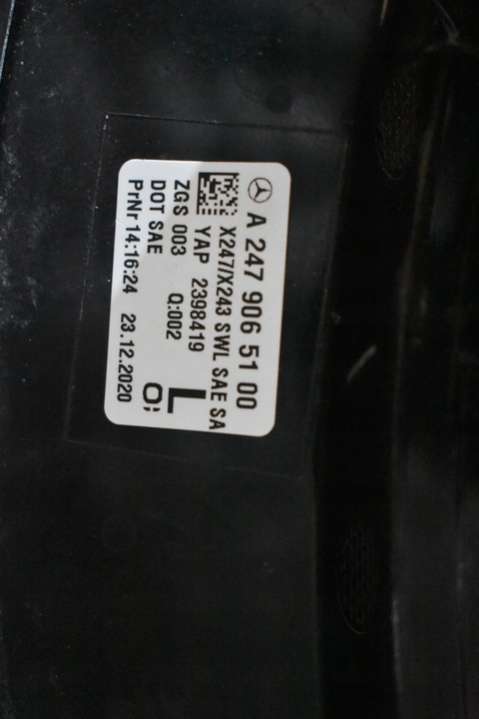 A 247 906 51 00
X247/X243 SWL SAE SA
YAP 2398419
ZGS 003 Q:002
DOT SAE
PrNr 14:16:24 23.12.2020
L